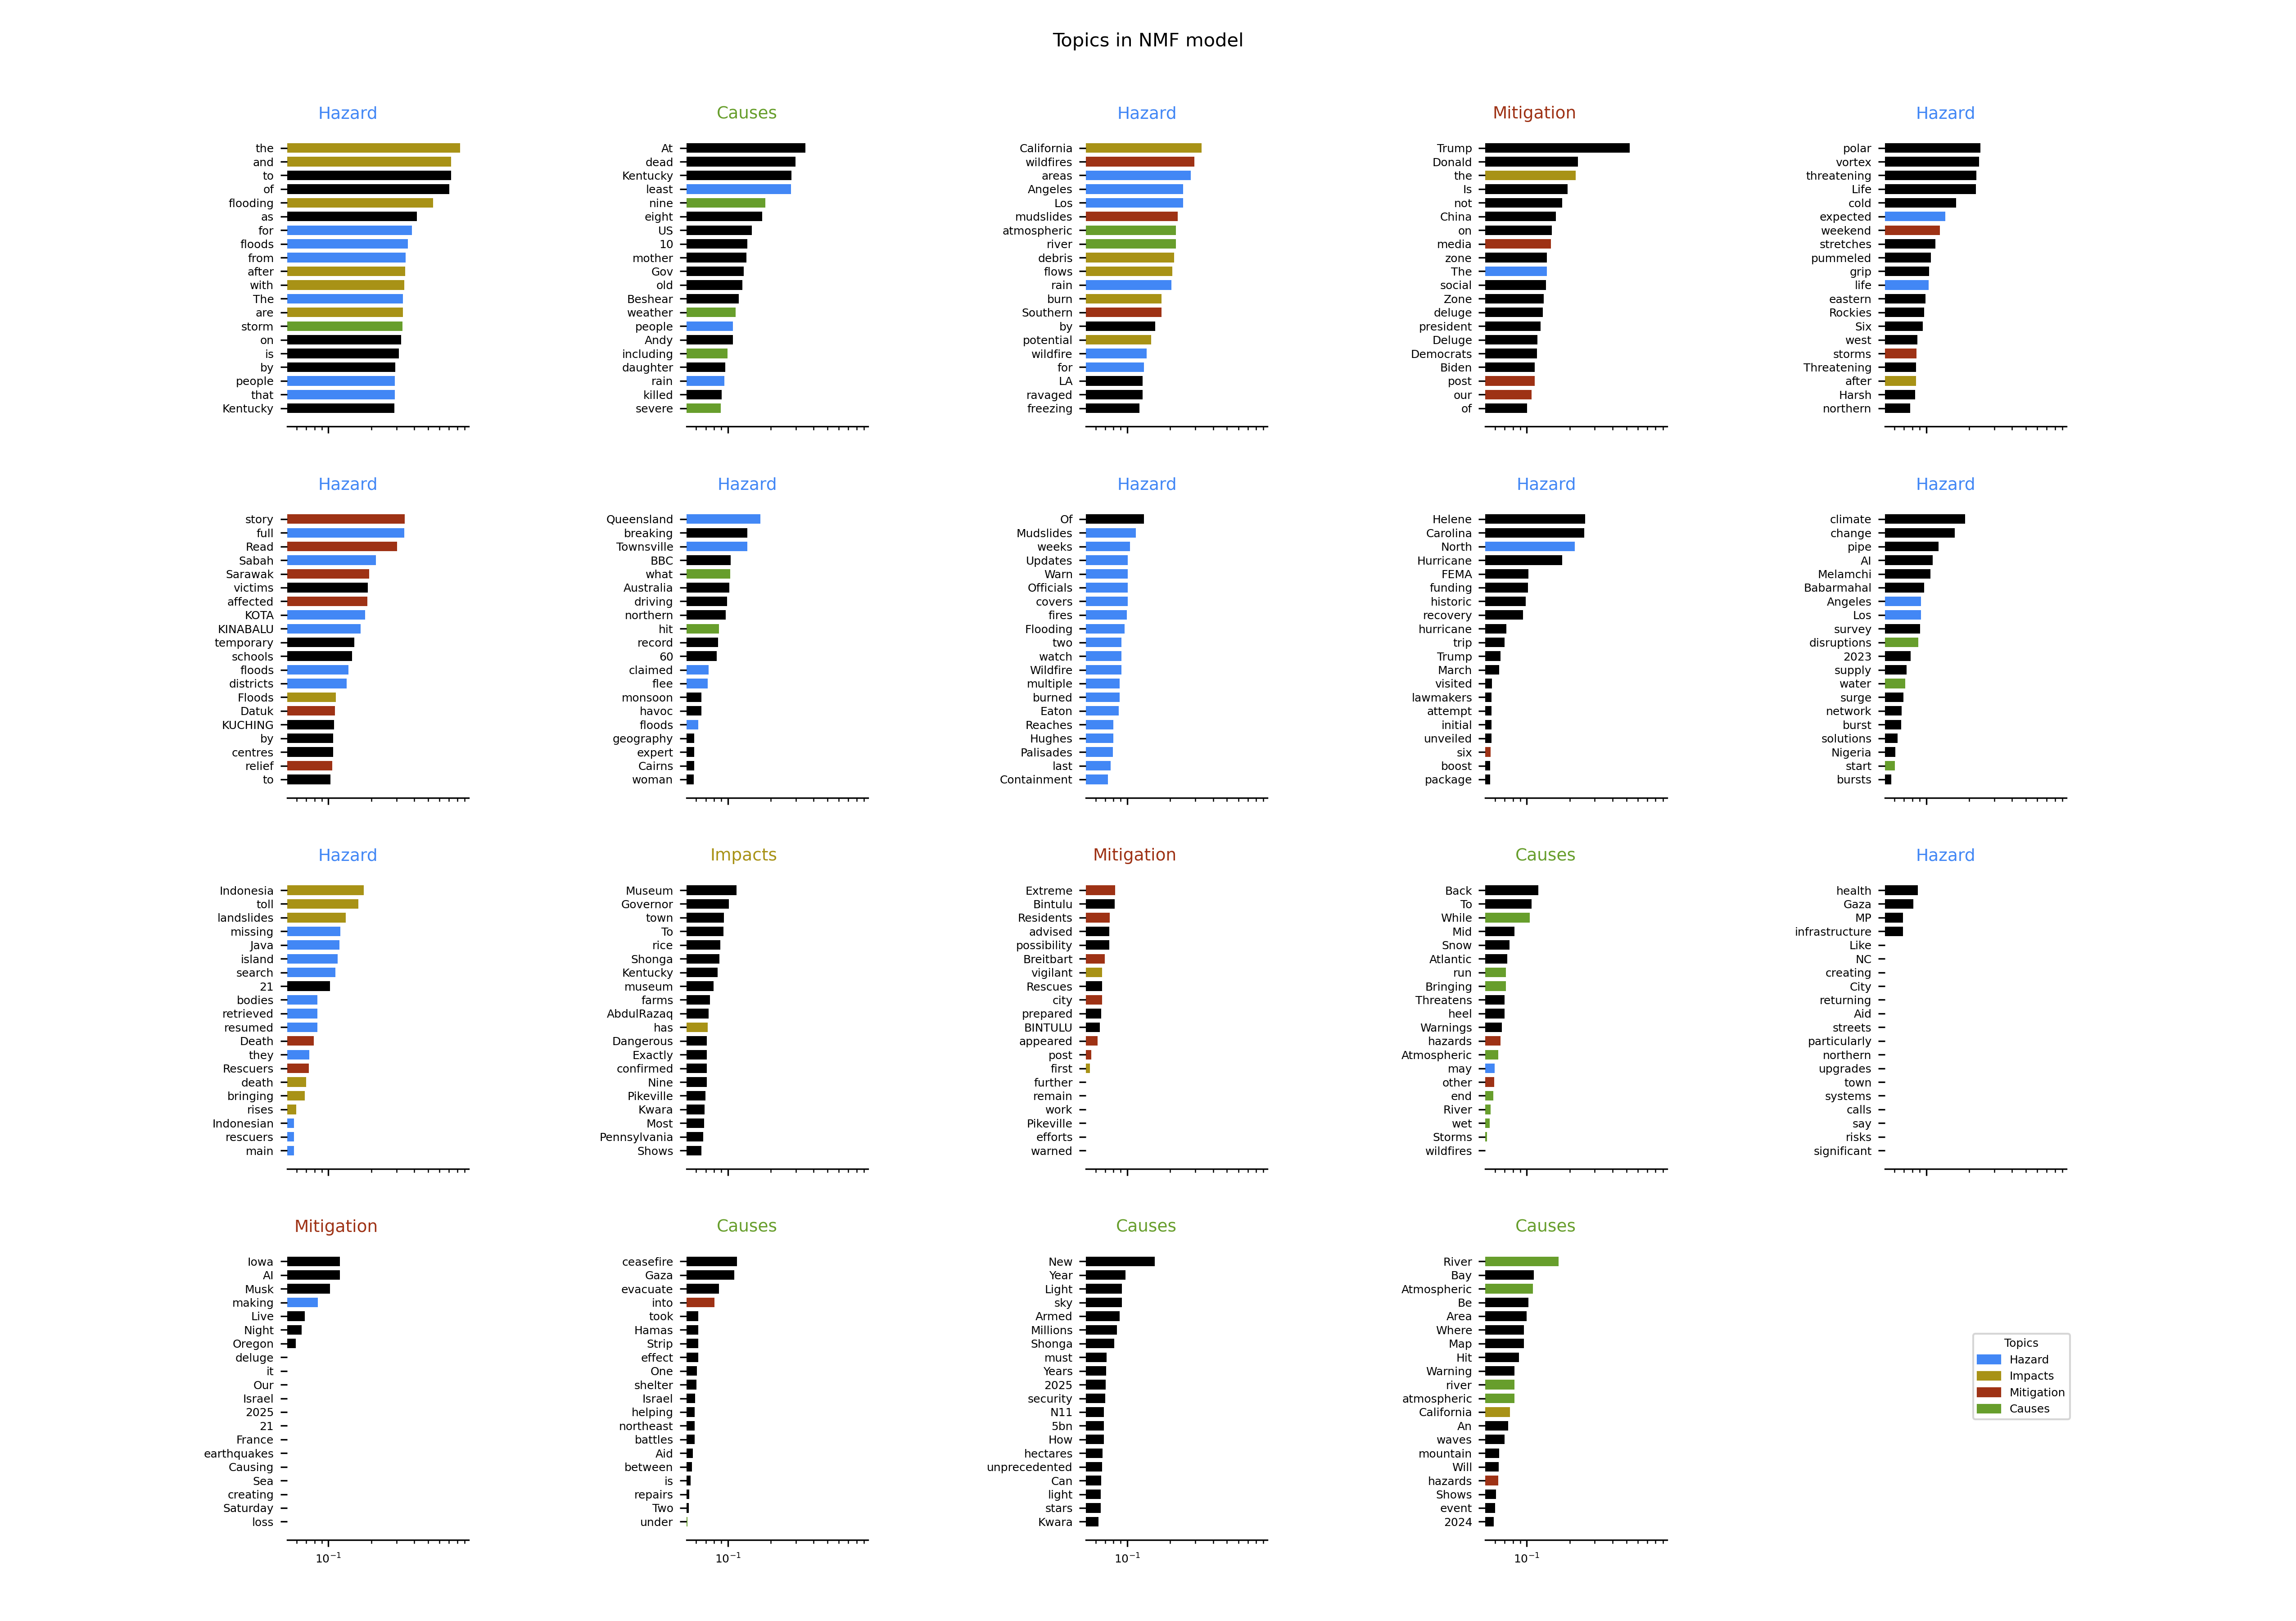 Topics in NMF model
Hazard
the
and
to
of
flooding
as
for
floods
from
after
with
The
are
storm
on
is
by
people
that
Kentucky
Causes
At
dead
Kentucky
least
nine
eight
US
10
mother
Gov
old
Beshear
weather
people
Andy
including
daughter
rain
killed
severe
Hazard
California
wildfires
areas
Angeles
Los
mudslides
atmospheric
river
debris
flows
rain
burn
Southern
by
potential
wildfire
for
LA
ravaged
freezing
Mitigation
Trump
Donald
the
Is
not
China
on
media
zone
The
social
Zone
deluge
president
Deluge
Democrats
Biden
post
our
of
Hazard
polar
vortex
threatening
Life
cold
expected
weekend
stretches
pummeled
grip
life
eastern
Rockies
Six
west
storms
Threatening
after
Harsh
northern
Hazard
story
full
Read
Sabah
Sarawak
victims
affected
KOTA
KINABALU
temporary
schools
floods
districts
Floods
Datuk
KUCHING
by
centres
relief
to
Hazard
Queensland
breaking
Townsville
BBC
what
Australia
driving
northern
hit
record
60
claimed
flee
monsoon
havoc
floods
geography
expert
Cairns
woman
Hazard
Of
Mudslides
weeks
Updates
Warn
Officials
covers
fires
Flooding
two
watch
Wildfire
multiple
burned
Eaton
Reaches
Hughes
Palisades
last
Containment
Hazard
Helene
Carolina
North
Hurricane
FEMA
funding
historic
recovery
hurricane
trip
Trump
March
visited
lawmakers
attempt
initial
unveiled
six
boost
package
Hazard
climate
change
pipe
AI
Melamchi
Babarmahal
Angeles
Los
survey
disruptions
2023
supply
water
surge
network
burst
solutions
Nigeria
start
bursts
Hazard
Indonesia
toll
landslides
missing
Java
island
search
21
bodies
retrieved
resumed
Death
they
Rescuers
death
bringing
rises
Indonesian
rescuers
main
Impacts
Museum
Governor
town
To
rice
Shonga
Kentucky
museum
farms
AbdulRazaq
has
Dangerous
Exactly
confirmed
Nine
Pikeville
Kwara
Most
Pennsylvania
Shows
Mitigation
Extreme
Bintulu
Residents
advised
possibility
Breitbart
vigilant
Rescues
city
prepared
BINTULU
appeared
post
first
further
remain
work
Pikeville
efforts
warned
Causes
Back
To
While
Mid
Snow
Atlantic
run
Bringing
Threatens
heel
Warnings
hazards
Atmospheric
may
other
end
River
wet
Storms
wildfires
Hazard
health
Gaza
MP
infrastructure
Like
NC
creating
City
returning
Aid
streets
particularly
northern
upgrades
town
systems
calls
say
risks
significant
Mitigation
Iowa
AI
Musk
making
Live
Night
Oregon
deluge
it
Our
Israel
2025
21
France
earthquakes
Causing
Sea
creating
Saturday
loss
10⁻¹
Causes
ceasefire
Gaza
evacuate
into
took
Hamas
Strip
effect
One
shelter
Israel
helping
northeast
battles
Aid
between
is
repairs
Two
under
10⁻¹
Causes
New
Year
Light
sky
Armed
Millions
Shonga
must
Years
2025
security
N11
5bn
How
hectares
unprecedented
Can
light
stars
Kwara
10⁻¹
Causes
River
Bay
Atmospheric
Be
Area
Where
Map
Hit
Warning
river
atmospheric
California
An
waves
mountain
Will
hazards
Shows
event
2024
10⁻¹
Topics
Hazard
Impacts
Mitigation
Causes